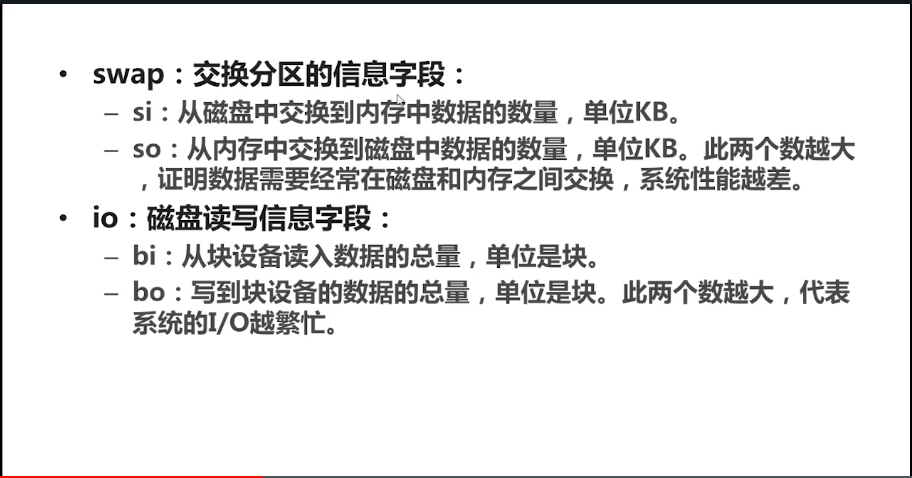 • swap：交换分区的信息字段：
– si：从磁盘中交换到内存中数据的数量，单位KB。
– so：从内存中交换到磁盘中数据的数量，单位KB。此两个数越大
，证明数据需要经常在磁盘和内存之间交换，系统性能越差。
• io：磁盘读写信息字段：
– bi：从块设备读入数据的总量，单位是块。
– bo：写到块设备的数据的总量，单位是块。此两个数越大，代表
系统的I/O越繁忙。